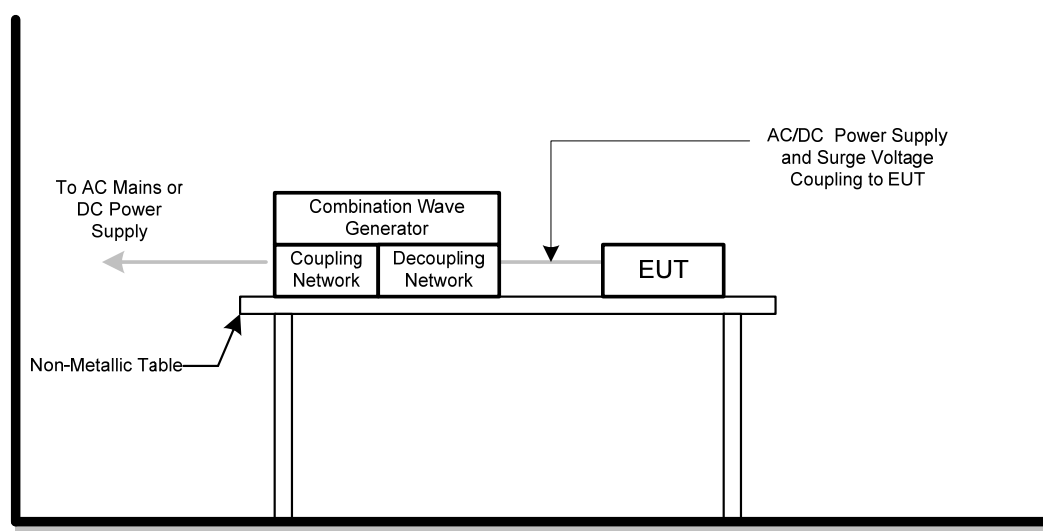 AC/DC Power Supply
and Surge Voltage
Coupling to EUT
To AC Mains or
DC Power
Supply
Combination Wave
Generator
Coupling
Network
Decoupling
Network
EUT
Non-Metallic Table